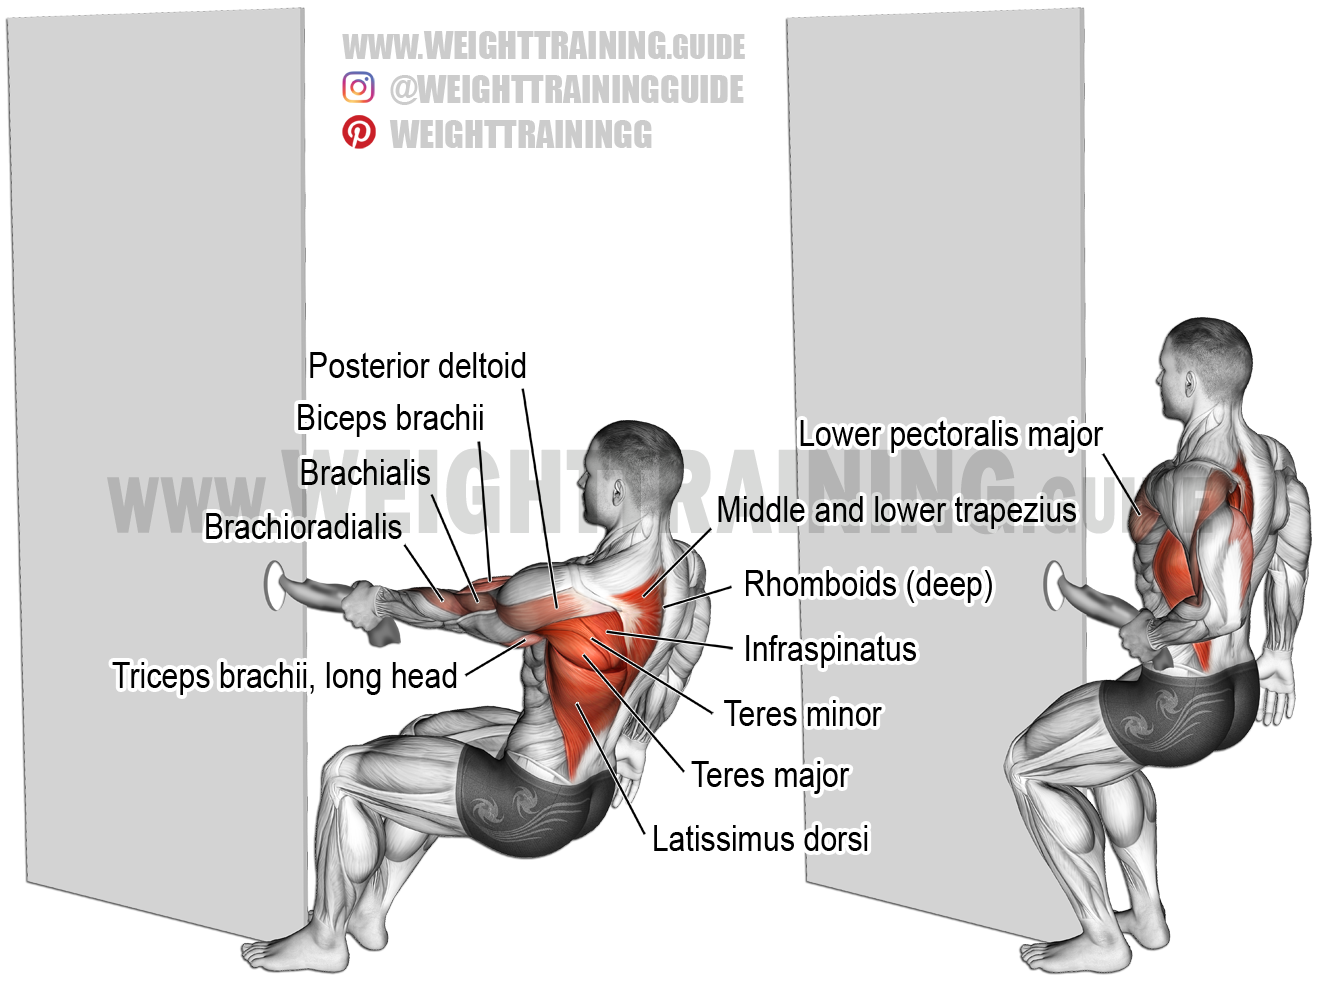 WWW.WEIGHTTRAINING.GUIDE
@WEIGHTTRAININGGUIDE
WEIGHTTRAININGG
Posterior deltoid
Biceps brachii
Brachialis
Brachioradialis
Triceps brachii, long head
Lower pectoralis major
Middle and lower trapezius
Rhomboids (deep)
Infraspinatus
Teres minor
Teres major
Latissimus dorsi
WWW.WEIGHTTRAINING.GUIDE